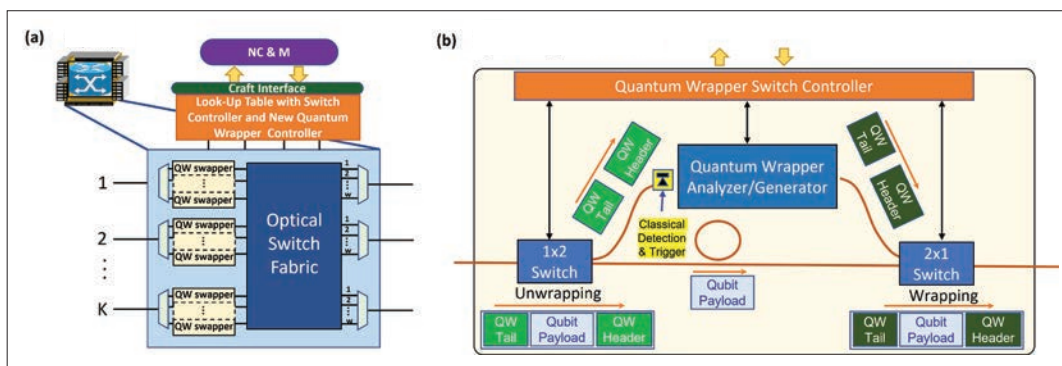 (a)
NC & M
Craft Interface
Look-Up Table with Switch
Controller and New Quantum
Wrapper Controller
1
QW swapper
QW swapper
1
2
w
2
QW swapper
QW swapper
1
2
w
K
QW swapper
QW swapper
1
2
w
Optical
Switch
Fabric
(b)
Quantum Wrapper Switch Controller
QW
Header
QW
Tail
Quantum Wrapper
Analyzer/Generator
QW
Tail
QW
Header
Classical
Detection
& Trigger
1x2
Switch
Unwrapping
Qubit
Payload
2x1
Switch
Wrapping
QW
Tail
Qubit
Payload
QW
Header
QW
Tail
Qubit
Payload
QW
Header